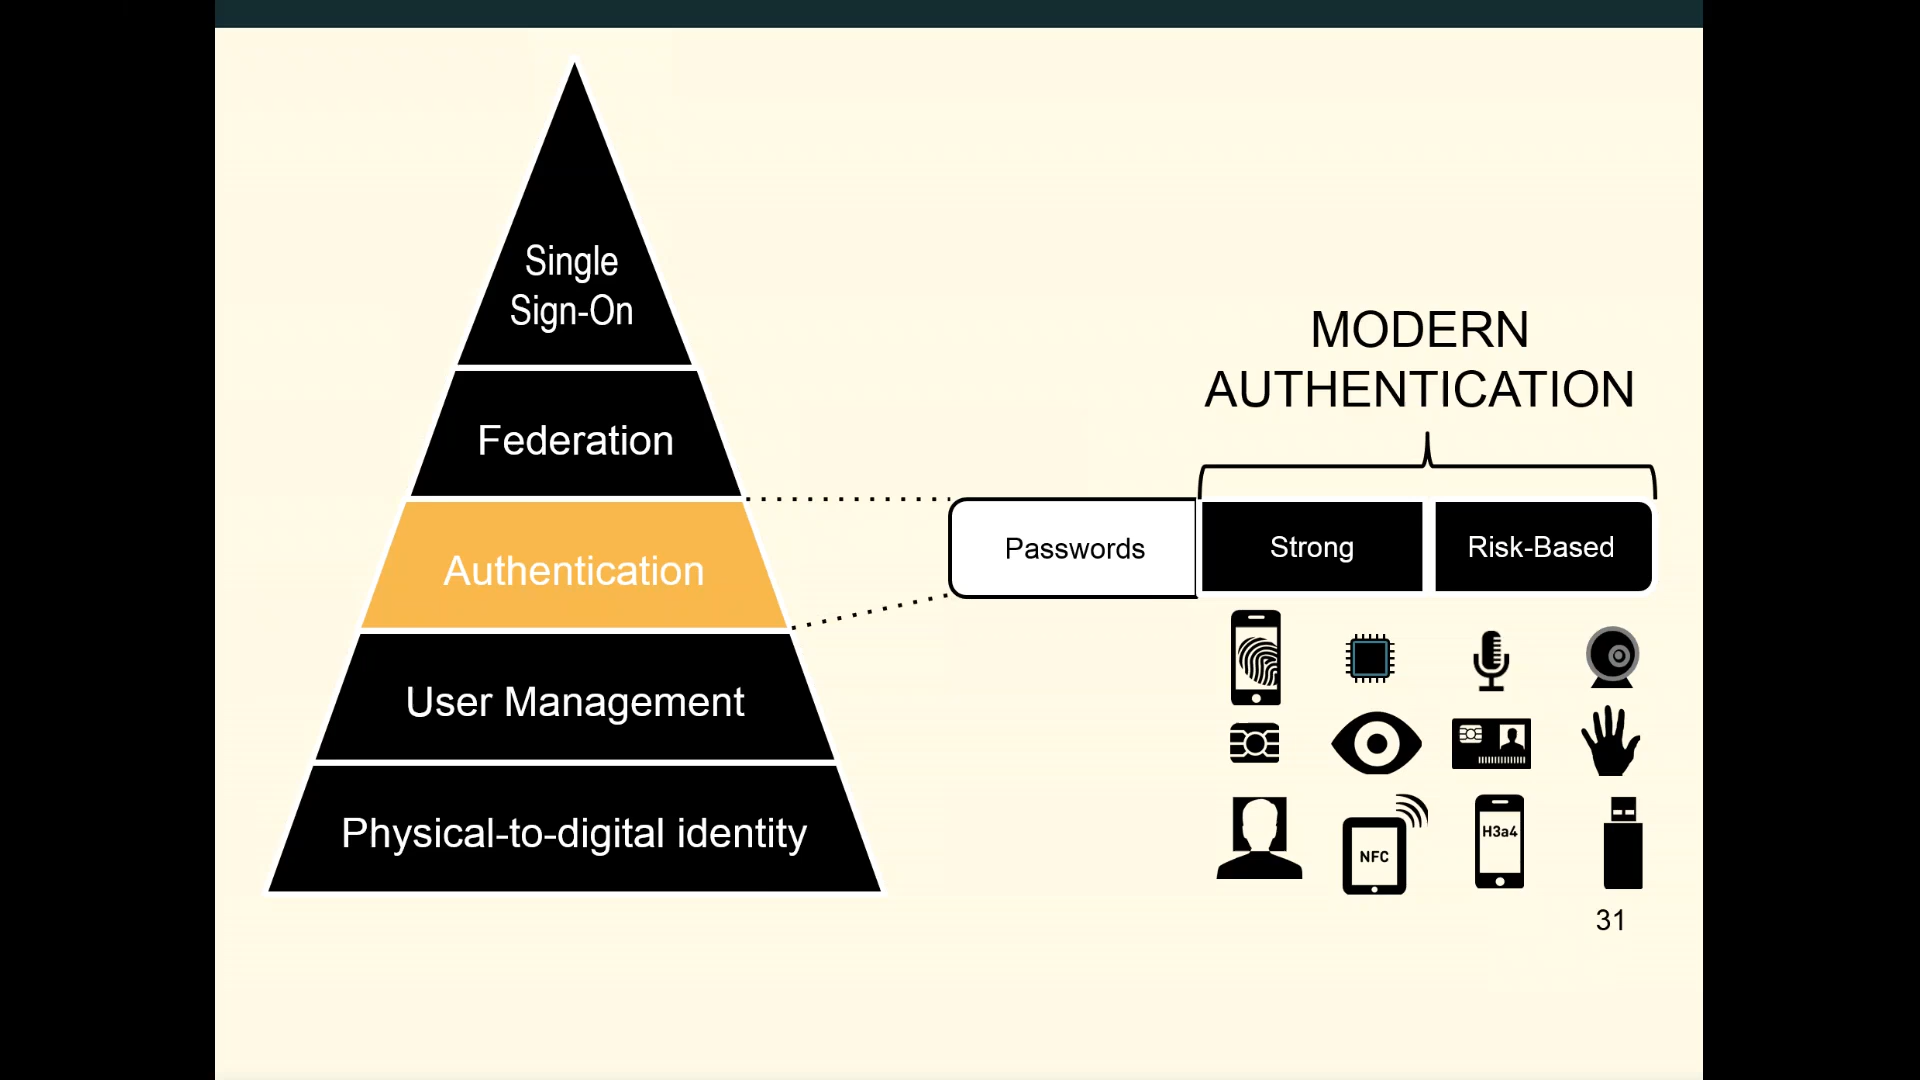 Single
Sign-On
Federation
Authentication
User Management
Physical-to-digital identity
MODERN
AUTHENTICATION
Passwords
Strong
Risk-Based
NFC
H3a4
31